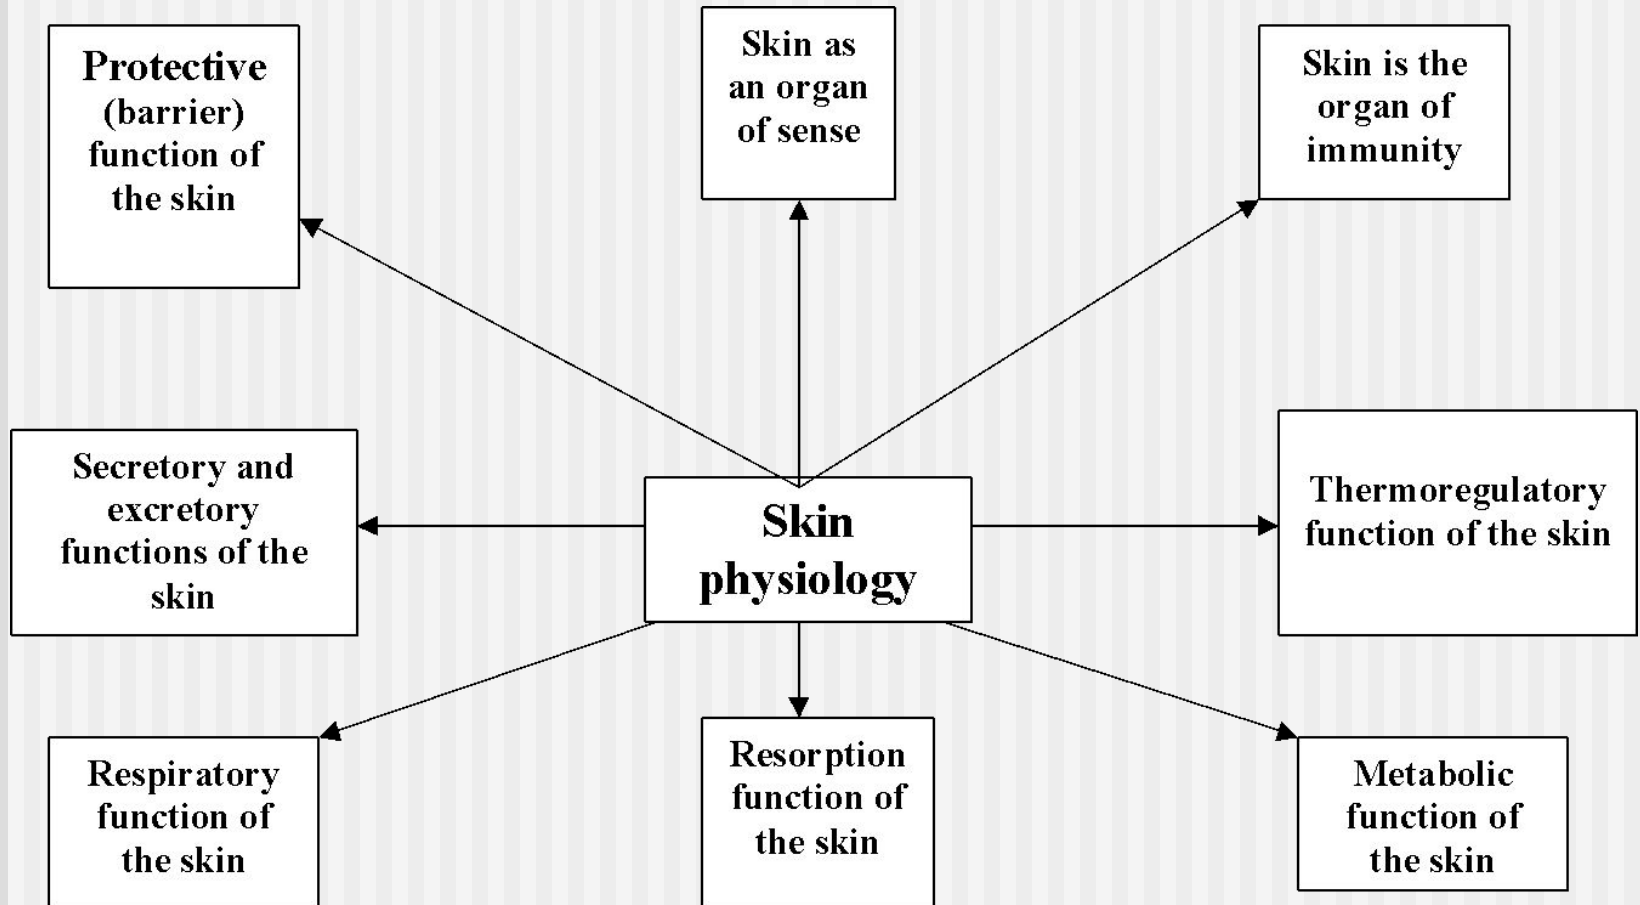 Protective
(barrier)
function of
the skin
Skin as
an organ
of sense
Skin is the
organ of
immunity
Secretory and
excretory
functions of the
skin
Skin
physiology
Thermoregulatory
function of the skin
Respiratory
function of
the skin
Resorption
function of
the skin
Metabolic
function of
the skin